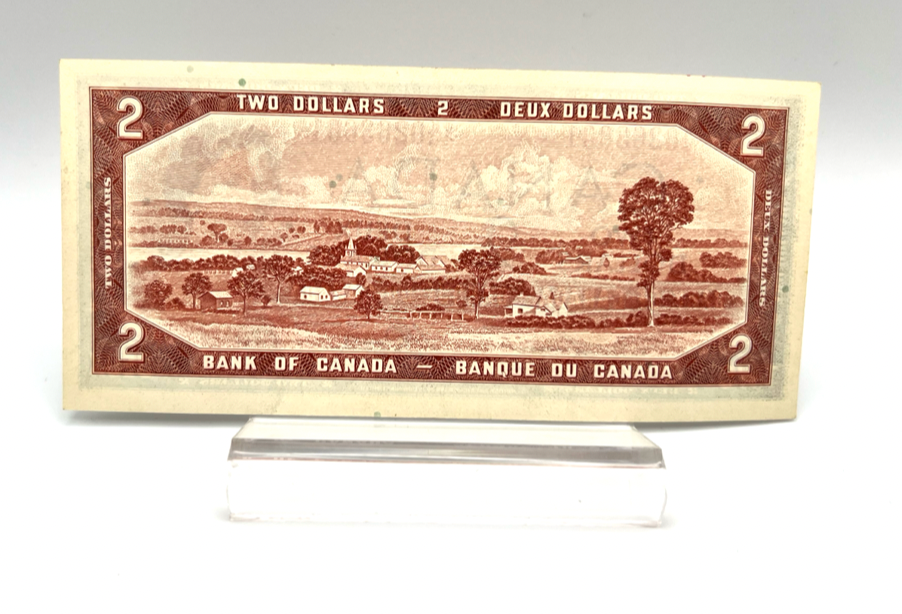 2 TWO DOLLARS 2 DEUX DOLLARS 2
TWO DOLLARS
DEUX DOLLARS
CANADA
2 BANK OF CANADA — BANQUE DU CANADA 2